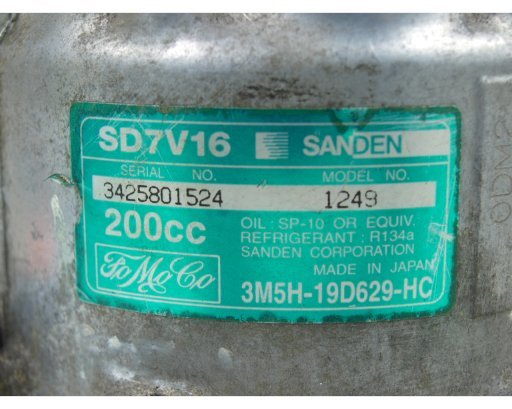 SD7V16 SANDEN
SERIAL NO. MODEL NO.
3425801524 1249
200cc
OIL : SP-10 OR EQUIV.
REFRIGERANT : R134a
SANDEN CORPORATION
MADE IN JAPAN
FoMoCo
3M5H-19D629-HC